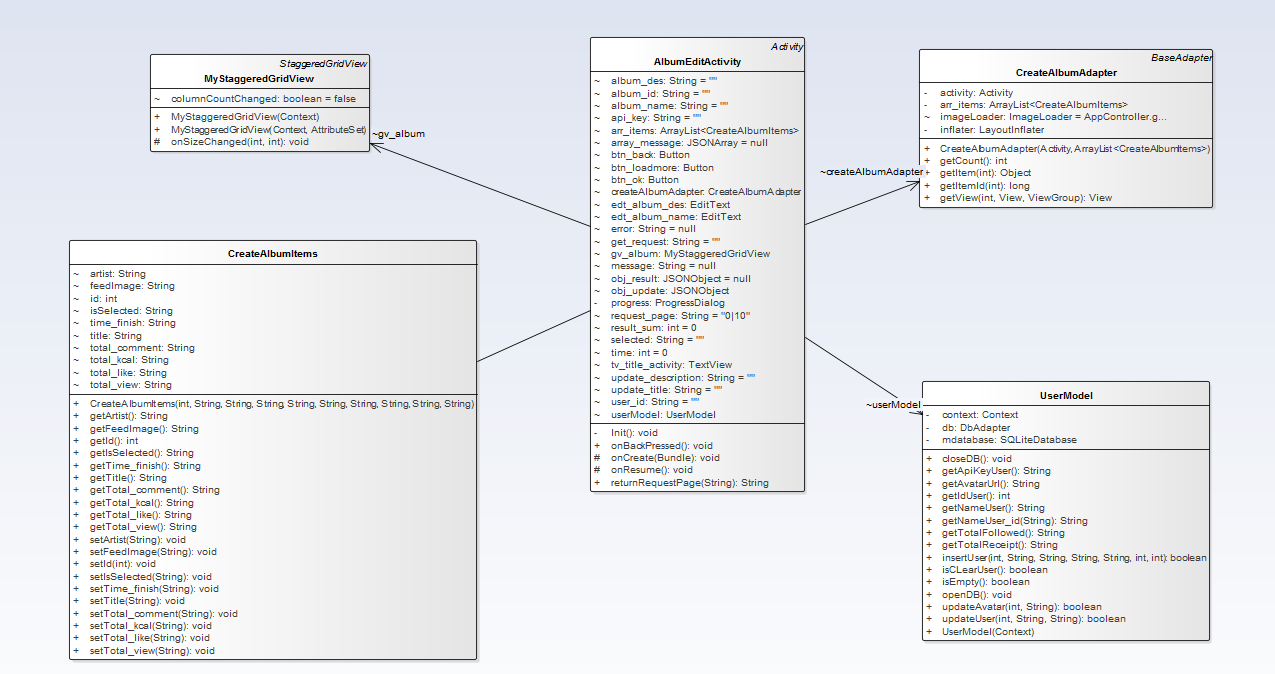 StaggeredGridView
MyStaggeredGridView
~ columnCountChanged: boolean = false
+ MyStaggeredGridView(Context)
+ MyStaggeredGridView(Context, AttributeSet)
# onSizeChanged(int, int): void
~gv_album
Activity
AlbumEditActivity
~ album_des: String = ""
~ album_id: String = ""
~ album_name: String = ""
~ api_key: String = ""
~ arr_items: ArrayList<CreateAlbumItems>
~ array_message: JSONArray = null
~ btn_back: Button
~ btn_loadmore: Button
~ btn_ok: Button
~ createAlbumAdapter: CreateAlbumAdapter
~ edt_album_des: EditText
~ edt_album_name: EditText
~ error: String = null
~ get_request: String = ""
~ gv_album: MyStaggeredGridView
~ message: String = null
~ obj_result: JSONObject = null
~ obj_update: JSONObject
- progress: ProgressDialog
~ request_page: String = "0|10"
~ result_sum: int = 0
~ selected: String = ""
~ time: int = 0
~ tv_title_activity: TextView
~ update_description: String = ""
~ update_title: String = ""
~ user_id: String = ""
~ userModel: UserModel
- Init(): void
+ onBackPressed(): void
# onCreate(Bundle): void
# onResume(): void
+ returnRequestPage(String): String
BaseAdapter
CreateAlbumAdapter
- activity: Activity
- arr_items: ArrayList<CreateAlbumItems>
~ imageLoader: ImageLoader = AppController.g...
- inflater: LayoutInflater
+ CreateAlbumAdapter(Activity, ArrayList<CreateAlbumItems>)
+ getCount(): int
+ getItem(int): Object
+ getItemId(int): long
+ getView(int, View, ViewGroup): View
~createAlbumAdapter
CreateAlbumItems
~ artist: String
~ feedImage: String
~ id: int
~ isSelected: String
~ time_finish: String
~ title: String
~ total_comment: String
~ total_kcal: String
~ total_like: String
~ total_view: String
+ CreateAlbumItems(int, String, String, String, String, String, String, String, String, String)
+ getArtist(): String
+ getFeedImage(): String
+ getId(): int
+ getIsSelected(): String
+ getTime_finish(): String
+ getTitle(): String
+ getTotal_comment(): String
+ getTotal_kcal(): String
+ getTotal_like(): String
+ getTotal_view(): String
+ setArtist(String): void
+ setFeedImage(String): void
+ setId(int): void
+ setIsSelected(String): void
+ setTime_finish(String): void
+ setTitle(String): void
+ setTotal_comment(String): void
+ setTotal_kcal(String): void
+ setTotal_like(String): void
+ setTotal_view(String): void
~userModel
UserModel
- context: Context
- db: DbAdapter
- mdatabase: SQLiteDatabase
+ closeDB(): void
+ getApiKeyUser(): String
+ getAvatarUrl(): String
+ getIdUser(): int
+ getNameUser(): String
+ getNameUser_id(String): String
+ getTotalFollowed(): String
+ getTotalReceipt(): String
+ insertUser(int, String, String, String, String, int, int): boolean
+ isCLearUser(): boolean
+ isEmpty(): boolean
+ openDB(): void
+ updateAvatar(int, String): boolean
+ updateUser(int, String, String): boolean
+ UserModel(Context)